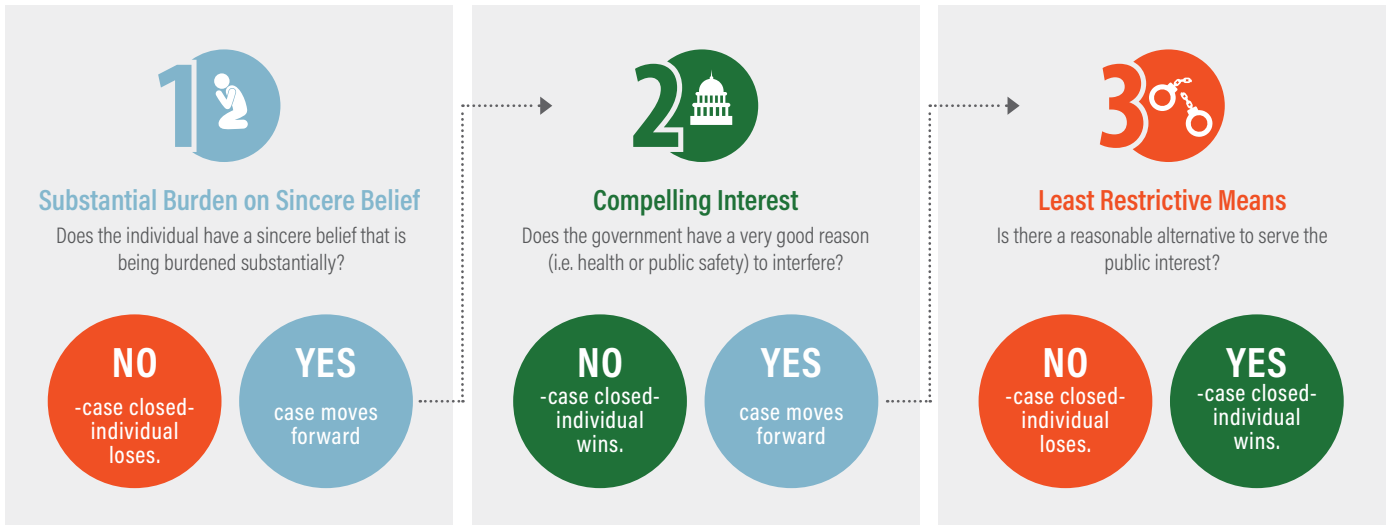 1
Substantial Burden on Sincere Belief
Does the individual have a sincere belief that is
being burdened substantially?
NO
-case closed-
individual
loses.
YES
case moves
forward
2
Compelling Interest
Does the government have a very good reason
(i.e. health or public safety) to interfere?
NO
-case closed-
individual
wins.
YES
case moves
forward
3
Least Restrictive Means
Is there a reasonable alternative to serve the
public interest?
NO
-case closed-
individual
loses.
YES
-case closed-
individual
wins.